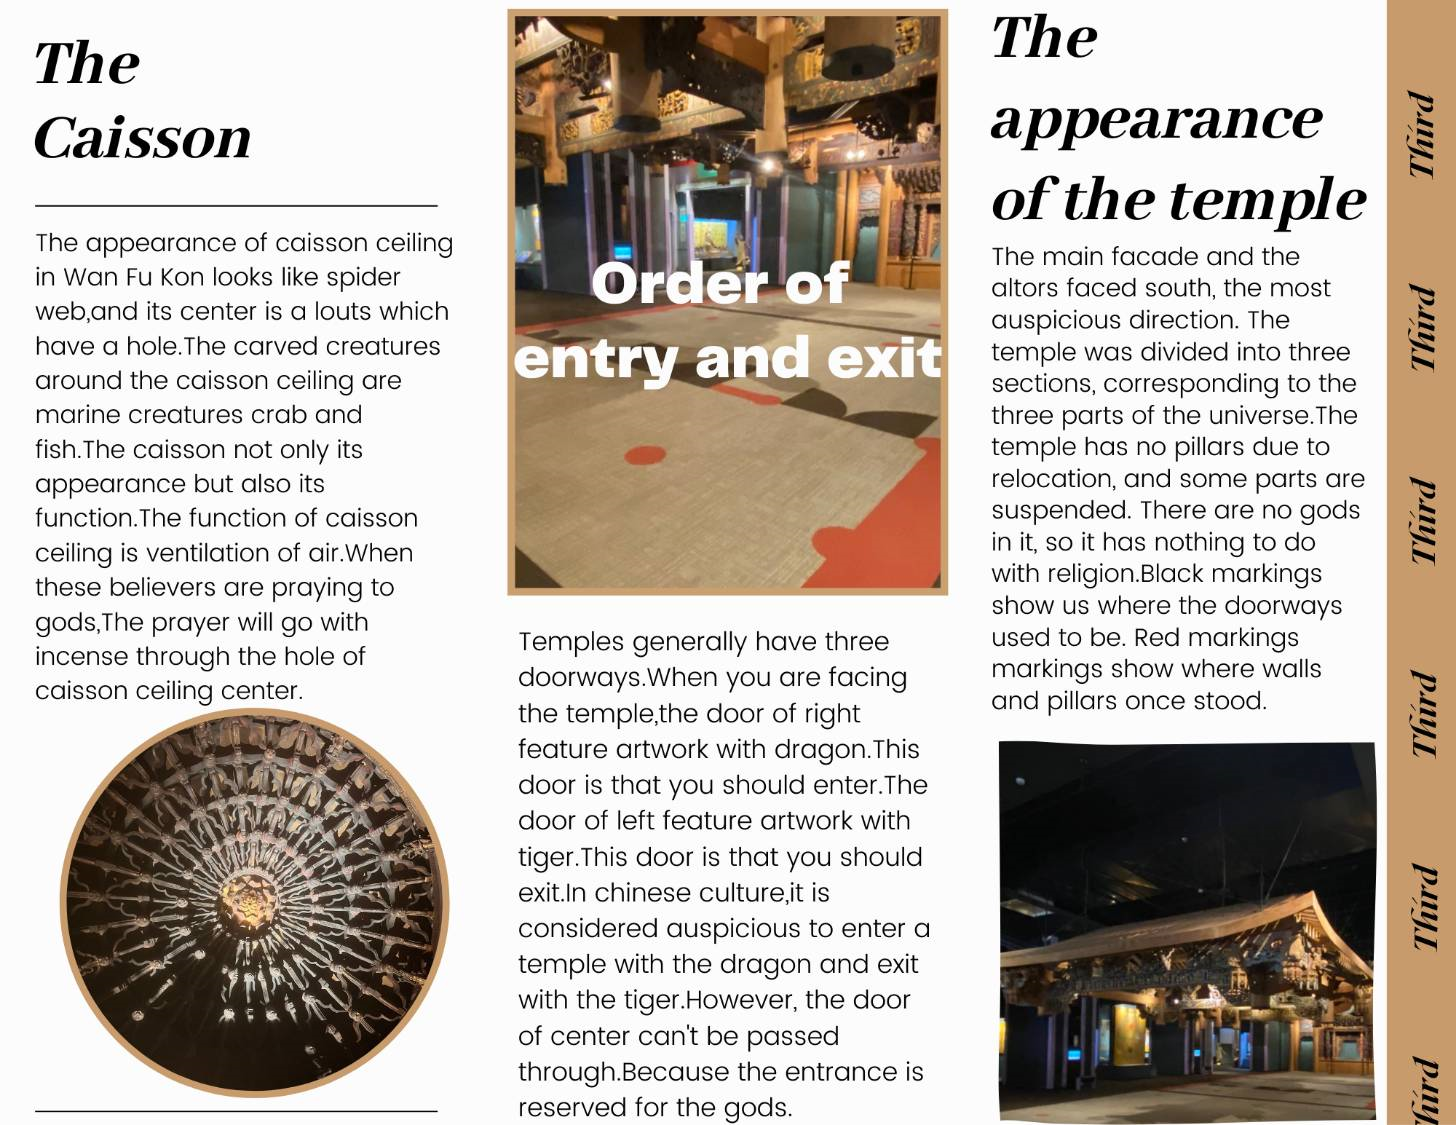 The
Caisson
The appearance of caisson ceiling
in Wan Fu Kon looks like spider
web,and its center is a louts which
have a hole.The carved creatures
around the caisson ceiling are
marine creatures crab and
fish.The caisson not only its
appearance but also its
function.The function of caisson
ceiling is ventilation of air.When
these believers are praying to
gods,The prayer will go with
incense through the hole of
caisson ceiling center.
Order of
entry and exit
Temples generally have three
doorways.When you are facing
the temple,the door of right
feature artwork with dragon.This
door is that you should enter.The
door of left feature artwork with
tiger.This door is that you should
exit.In chinese culture,it is
considered auspicious to enter a
temple with the dragon and exit
with the tiger.However, the door
of center can't be passed
through.Because the entrance is
reserved for the gods.
The
appearance
of the temple
The main facade and the
altors faced south, the most
auspicious direction. The
temple was divided into three
sections, corresponding to the
three parts of the universe.The
temple has no pillars due to
relocation, and some parts are
suspended. There are no gods
in it, so it has nothing to do
with religion.Black markings
show us where the doorways
used to be. Red markings
markings show where walls
and pillars once stood.
Third
Third
Third
Third
Third
Third